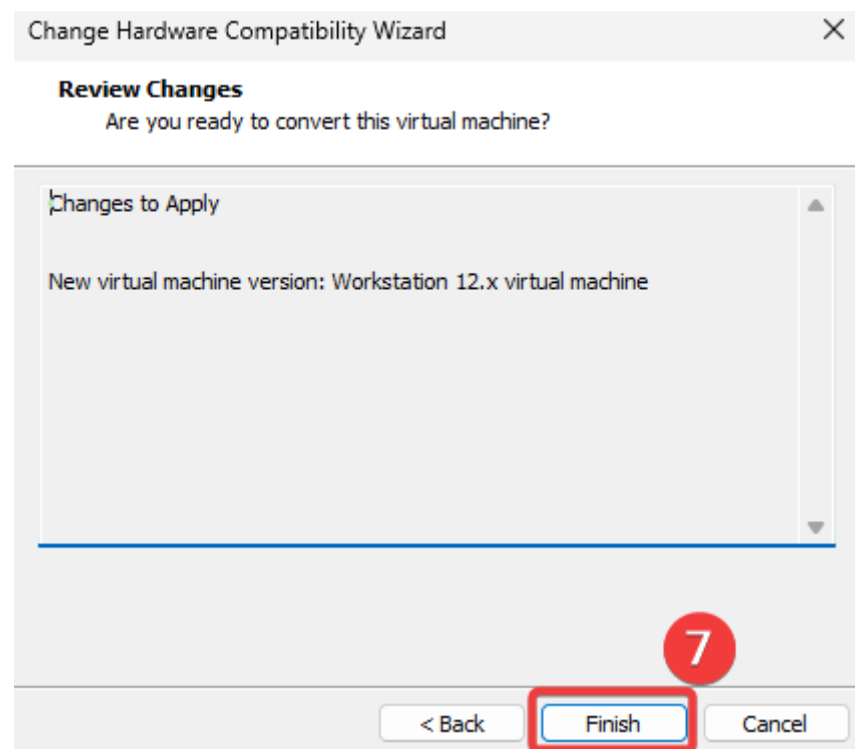 Change Hardware Compatibility Wizard
Review Changes
Are you ready to convert this virtual machine?
Changes to Apply
New virtual machine version: Workstation 12.x virtual machine
7
< Back
Finish
Cancel